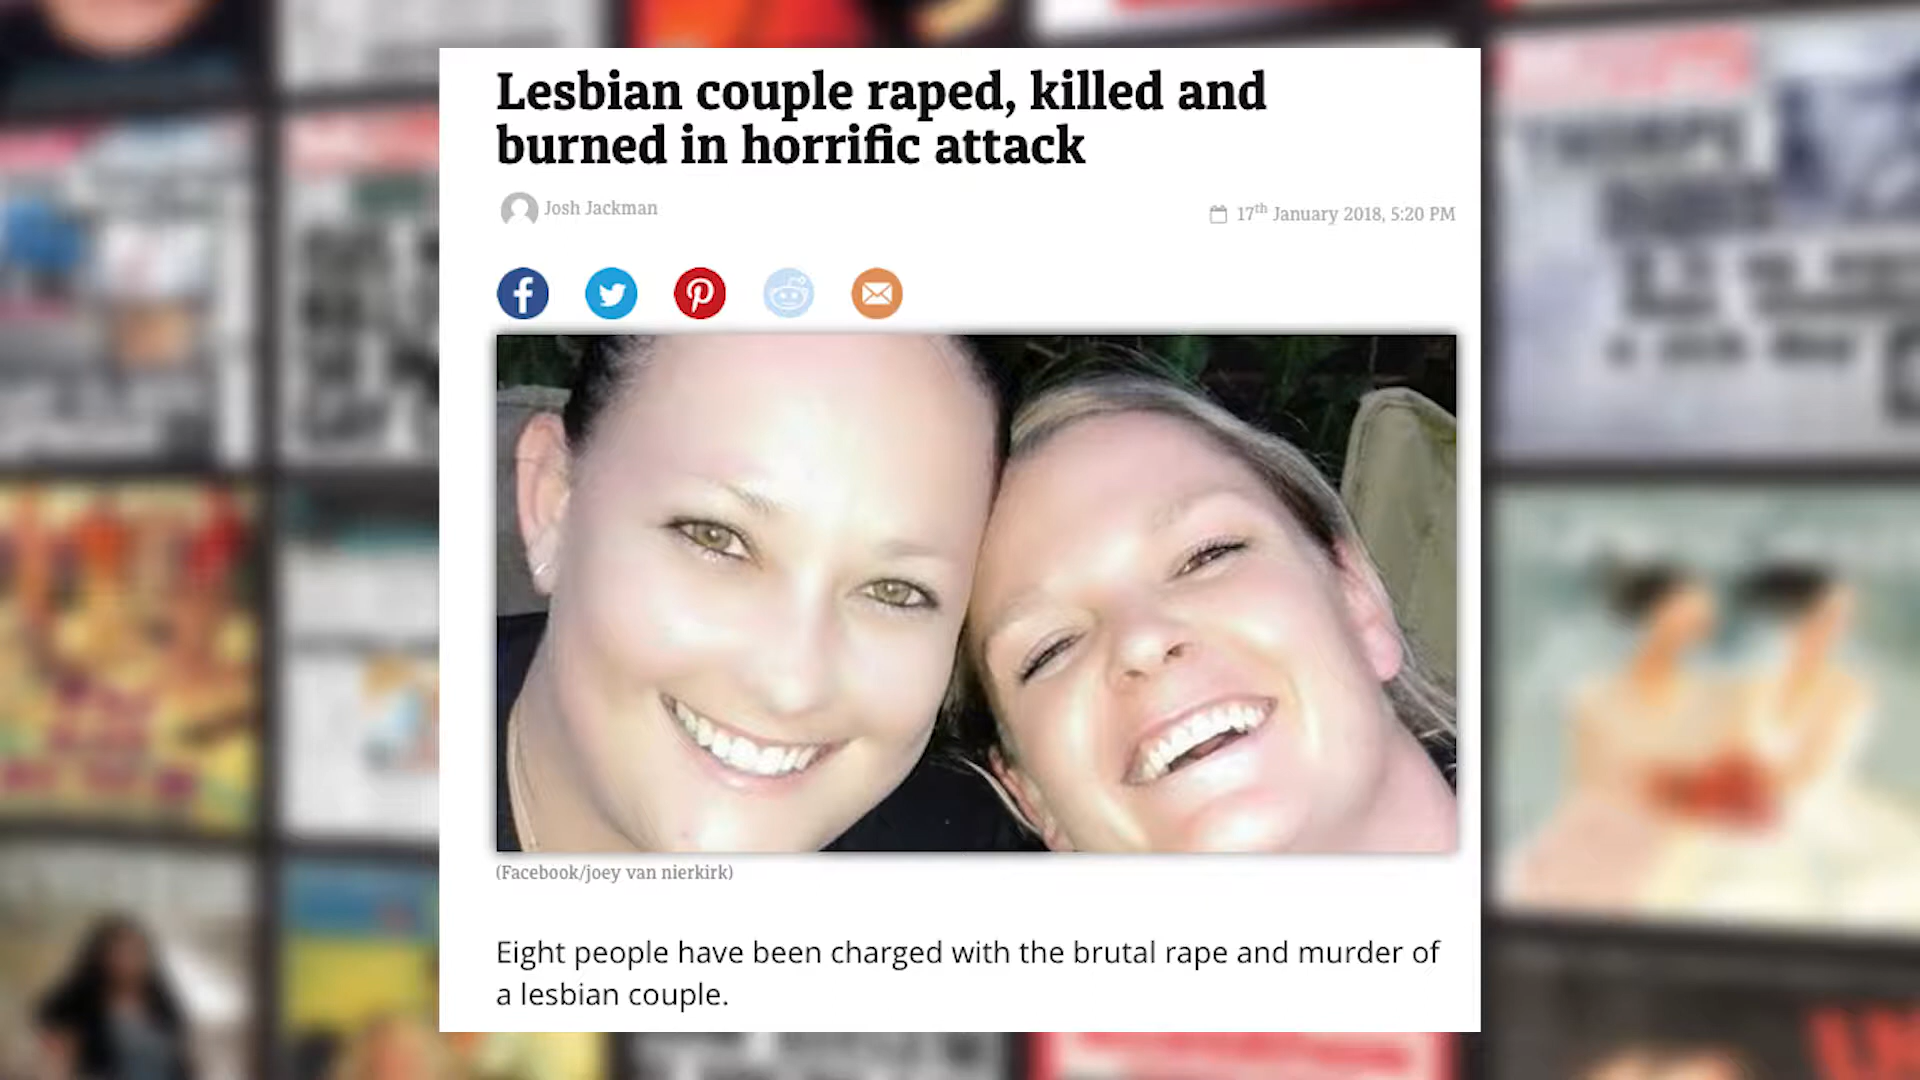 Lesbian couple raped, killed and
burned in horrific attack
Josh Jackman
17th January 2018, 5:20 PM
(Facebook/joey van nierkirk)
Eight people have been charged with the brutal rape and murder of
a lesbian couple.